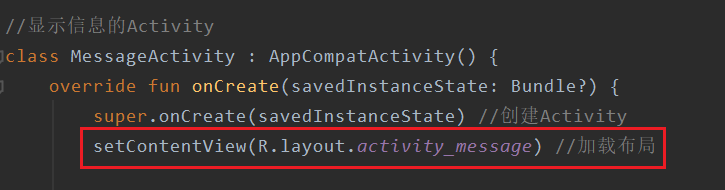 //显示信息的Activity
class MessageActivity : AppCompatActivity() {
override fun onCreate(savedInstanceState: Bundle?) {
super.onCreate(savedInstanceState) //创建Activity
setContentView(R.layout.activity_message) //加载布局